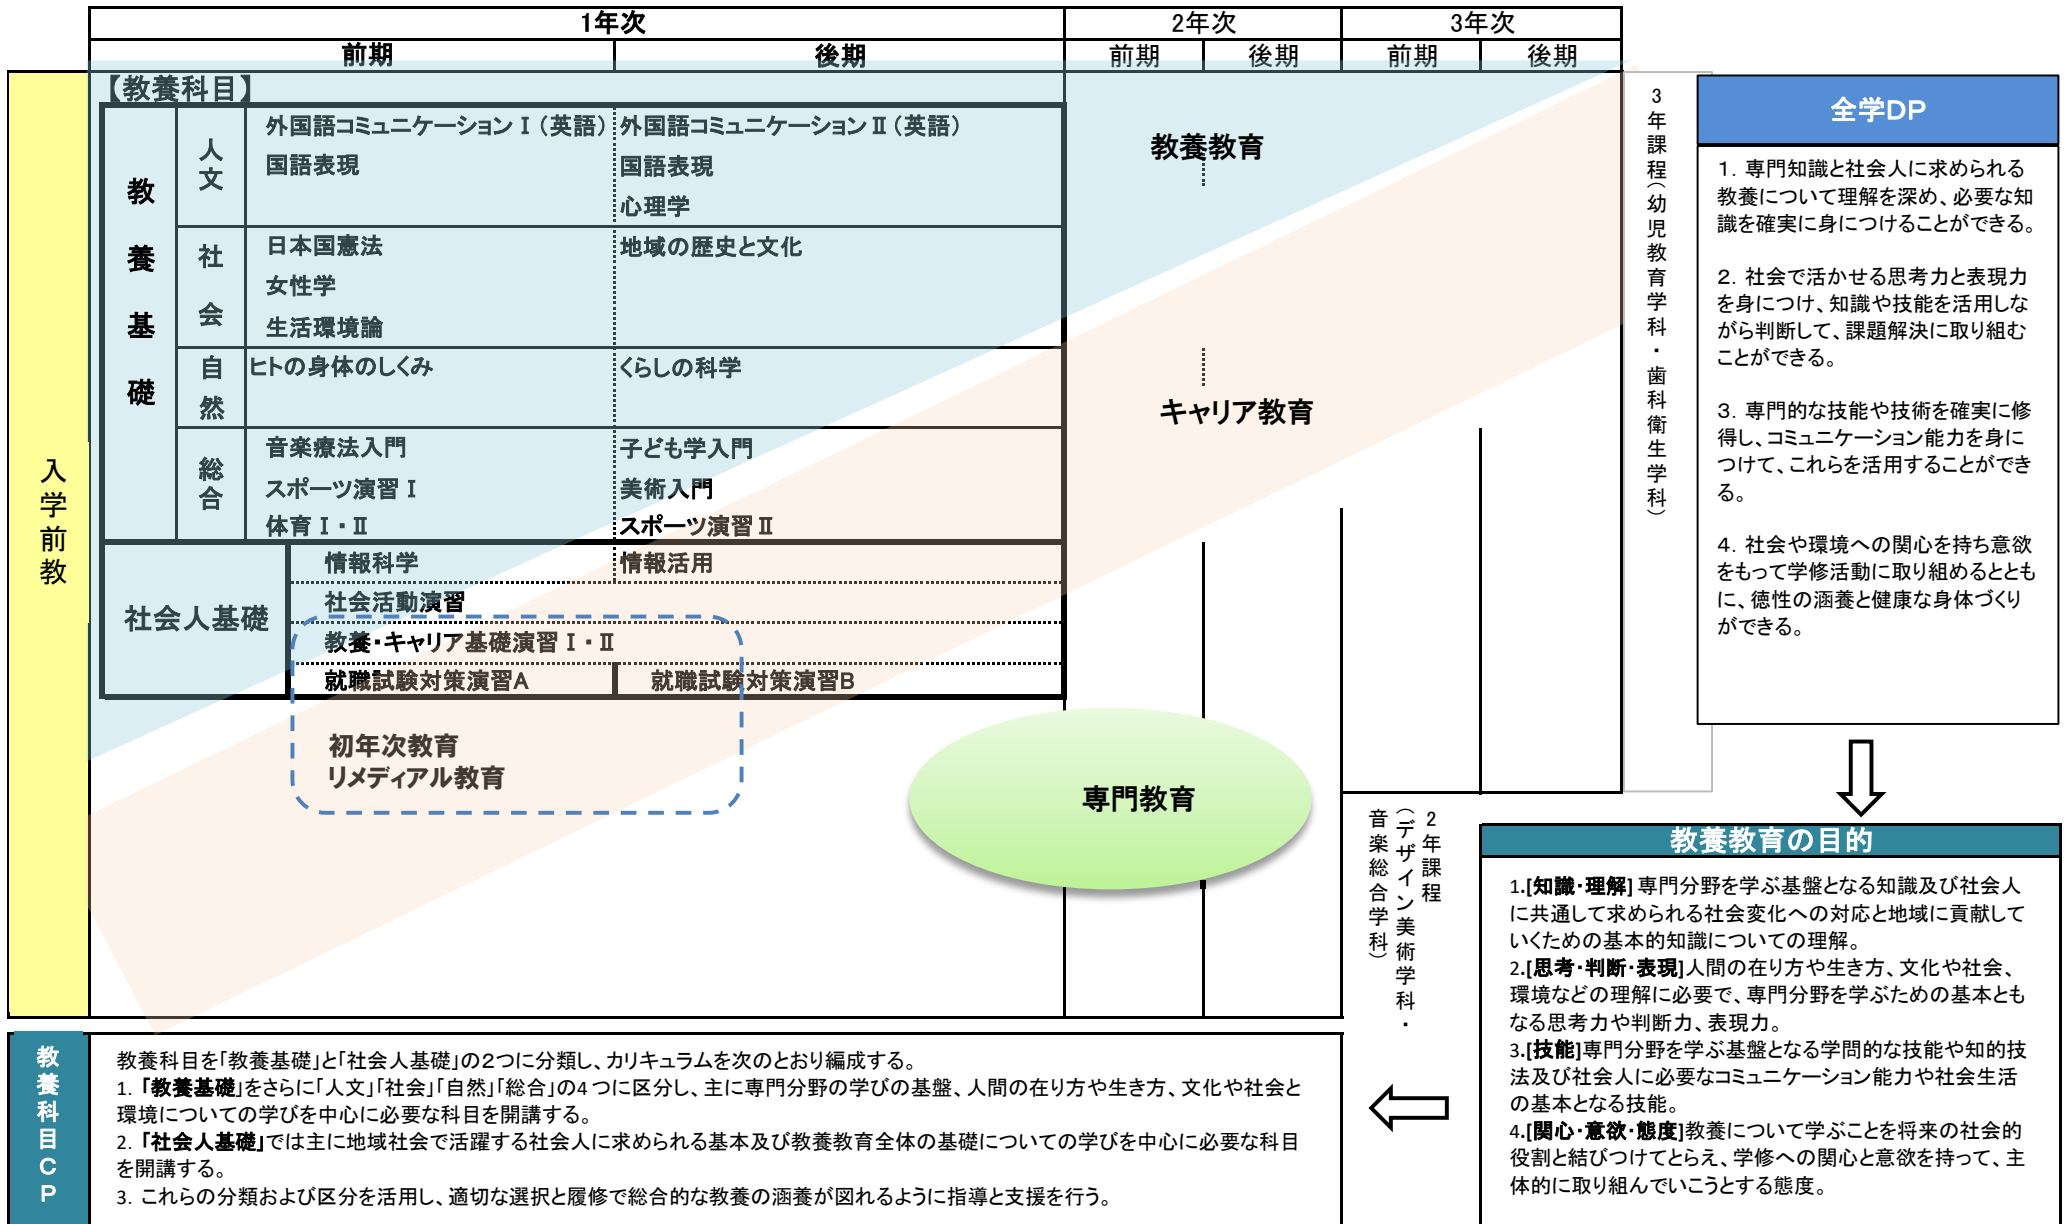 1年次
2年次
3年次
前期
後期
前期
後期
前期
後期
【教養科目】
教養基礎
人文
外国語コミュニケーションⅠ（英語）
外国語コミュニケーションⅡ（英語）
国語表現
国語表現
心理学
社会
日本国憲法
地域の歴史と文化
女性学
生活環境論
自然
ヒトの身体のしくみ
くらしの科学
総合
音楽療法入門
子ども学入門
スポーツ演習Ⅰ
美術入門
体育Ⅰ・Ⅱ
スポーツ演習Ⅱ
社会人基礎
情報科学
情報活用
社会活動演習
教養・キャリア基礎演習Ⅰ・Ⅱ
就職試験対策演習A
就職試験対策演習B
初年次教育
リメディアル教育
教養教育
キャリア教育
専門教育
入学前教
3年課程（幼児教育学科・歯科衛生学科）
2年課程
（デザイン美術学科・
音楽総合学科）
全学DP
1．専門知識と社会人に求められる
教養について理解を深め、必要な知
識を確実に身につけることができる。
2．社会で活かせる思考力と表現力
を身につけ、知識や技能を活用しな
がら判断して、課題解決に取り組む
ことができる。
3．専門的な技能や技術を確実に修
得し、コミュニケーション能力を身に
つけて、これらを活用することができ
る。
4．社会や環境への関心を持ち意欲
をもって学修活動に取り組めるととも
に、徳性の涵養と健康な身体づくり
ができる。
教養教育の目的
1.[知識・理解]専門分野を学ぶ基盤となる知識及び社会人
に共通して求められる社会変化への対応と地域に貢献して
いくための基本的知識についての理解。
2.[思考・判断・表現]人間の在り方や生き方、文化や社会、
環境などの理解に必要で、専門分野を学ぶための基本とも
なる思考力や判断力、表現力。
3.[技能]専門分野を学ぶ基盤となる学問的な技能や知的技
法及び社会人に必要なコミュニケーション能力や社会生活
の基本となる技能。
4.[関心・意欲・態度]教養について学ぶことを将来の社会的
役割と結びつけてとらえ、学修への関心と意欲を持って、主
体的に取り組んでいこうとする態度。
教養科目CP
教養科目を「教養基礎」と「社会人基礎」の2つに分類し、カリキュラムを次のとおり編成する。
1．「教養基礎」をさらに「人文」「社会」「自然」「総合」の4つに区分し、主に専門分野の学びの基盤、人間の在り方や生き方、文化や社会と
環境についての学びを中心に必要な科目を開講する。
2．「社会人基礎」では主に地域社会で活躍する社会人に求められる基本及び教養教育全体の基礎についての学びを中心に必要な科目
を開講する。
3．これらの分類および区分を活用し、適切な選択と履修で総合的な教養の涵養が図れるように指導と支援を行う。